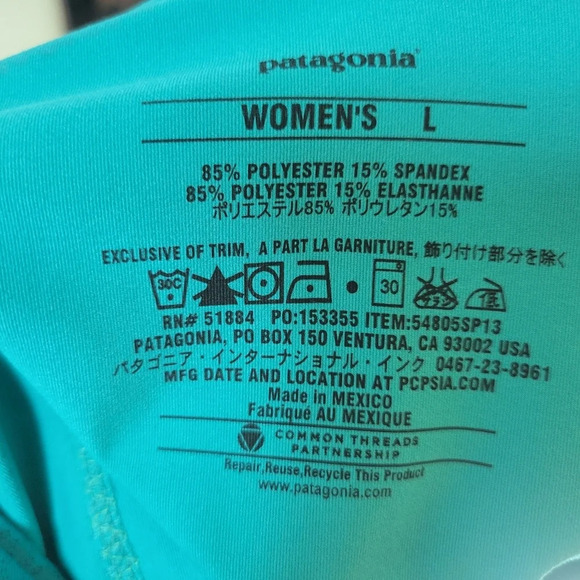 patagonia
WOMEN'S L
85% POLYESTER 15% SPANDEX
85% POLYESTER 15% ELASTHANNE
ポリエステル85% ポリウレタン15%
EXCLUSIVE OF TRIM, A PART LA GARNITURE, 飾り付け部分を除く
30C 30 低
RN# 51884 PO:153355 ITEM:54805SP13
PATAGONIA, PO BOX 150 VENTURA, CA 93002 USA
パタゴニア・インターナショナル・インク 0467-23-8961
MFG DATE AND LOCATION AT PCPSIA.COM
Made in MEXICO
Fabriqué AU MEXIQUE
COMMON THREADS
PARTNERSHIP
Repair,Reuse,Recycle This Product
www.patagonia.com